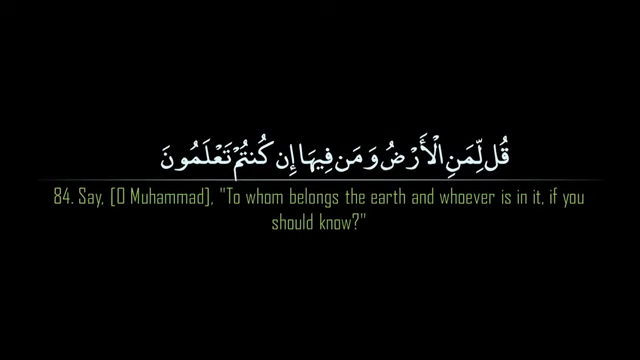 قُل لِّمَنِ الْأَرْضُ وَمَن فِيهَا إِن كُنتُمْ تَعْلَمُونَ
84. Say, [O Muhammad], "To whom belongs the earth and whoever is in it, if you
should know?"